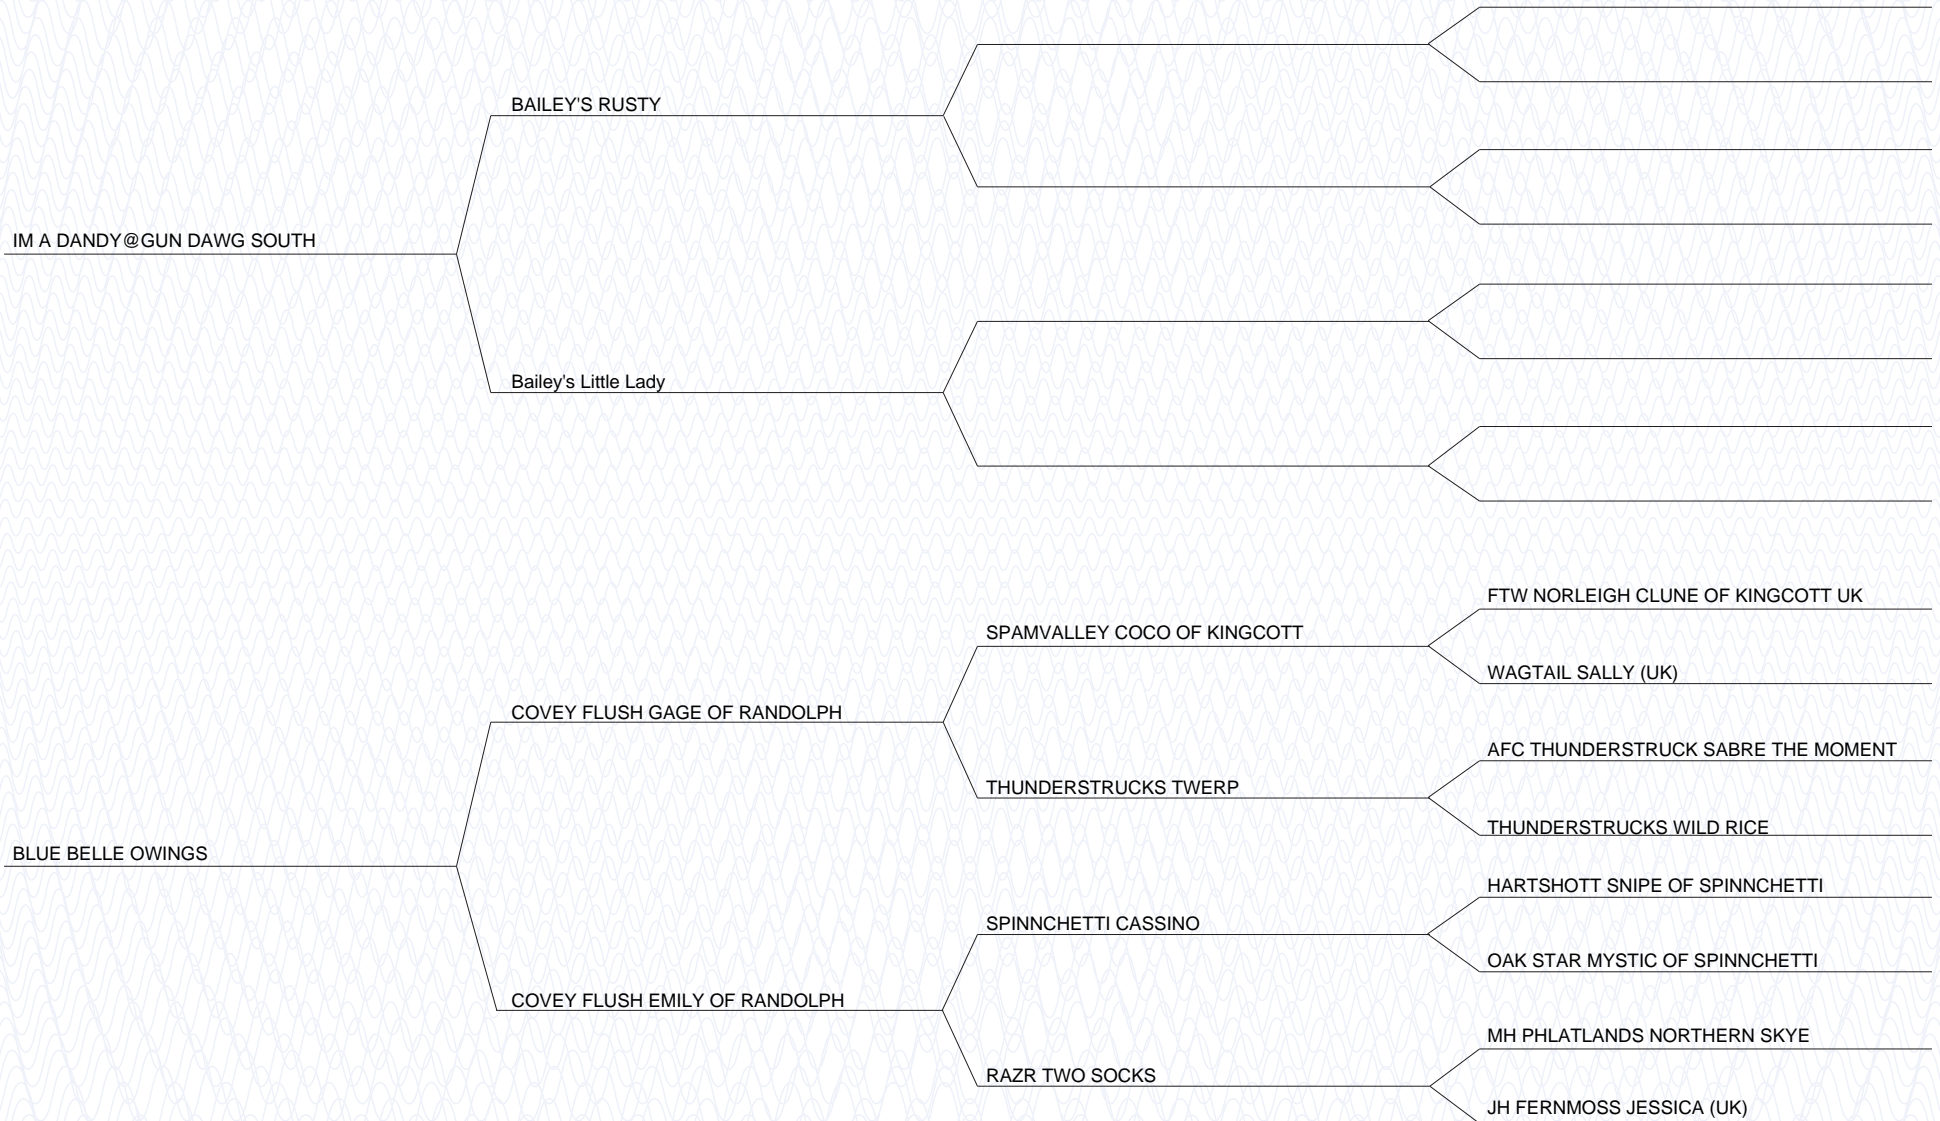 BAILEY'S RUSTY
IM A DANDY@GUN DAWG SOUTH
Bailey's Little Lady
FTW NORLEIGH CLUNE OF KINGCOTT UK
SPAMVALLEY COCO OF KINGCOTT
WAGTAIL SALLY (UK)
COVEY FLUSH GAGE OF RANDOLPH
AFC THUNDERSTRUCK SABRE THE MOMENT
THUNDERSTRUCKS TWERP
THUNDERSTRUCKS WILD RICE
BLUE BELLE OWINGS
HARTSHOTT SNIPE OF SPINNCHETTI
SPINNCHETTI CASSINO
OAK STAR MYSTIC OF SPINNCHETTI
COVEY FLUSH EMILY OF RANDOLPH
MH PHLATLANDS NORTHERN SKYE
RAZR TWO SOCKS
JH FERNMOSS JESSICA (UK)